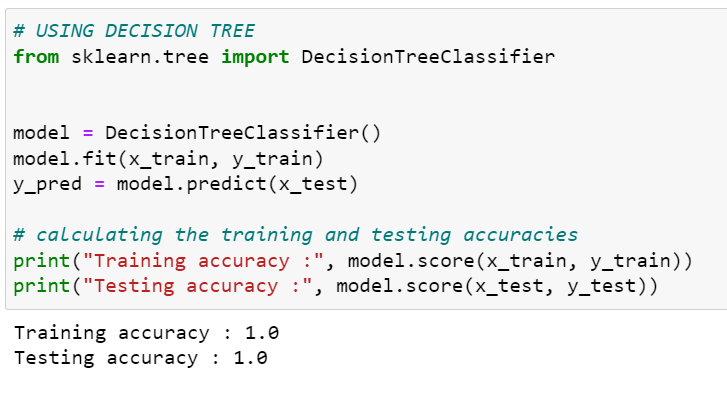 # USING DECISION TREE
from sklearn.tree import DecisionTreeClassifier
model = DecisionTreeClassifier()
model.fit(x_train, y_train)
y_pred = model.predict(x_test)
# calculating the training and testing accuracies
print("Training accuracy :", model.score(x_train, y_train))
print("Testing accuracy :", model.score(x_test, y_test))
Training accuracy : 1.0
Testing accuracy : 1.0